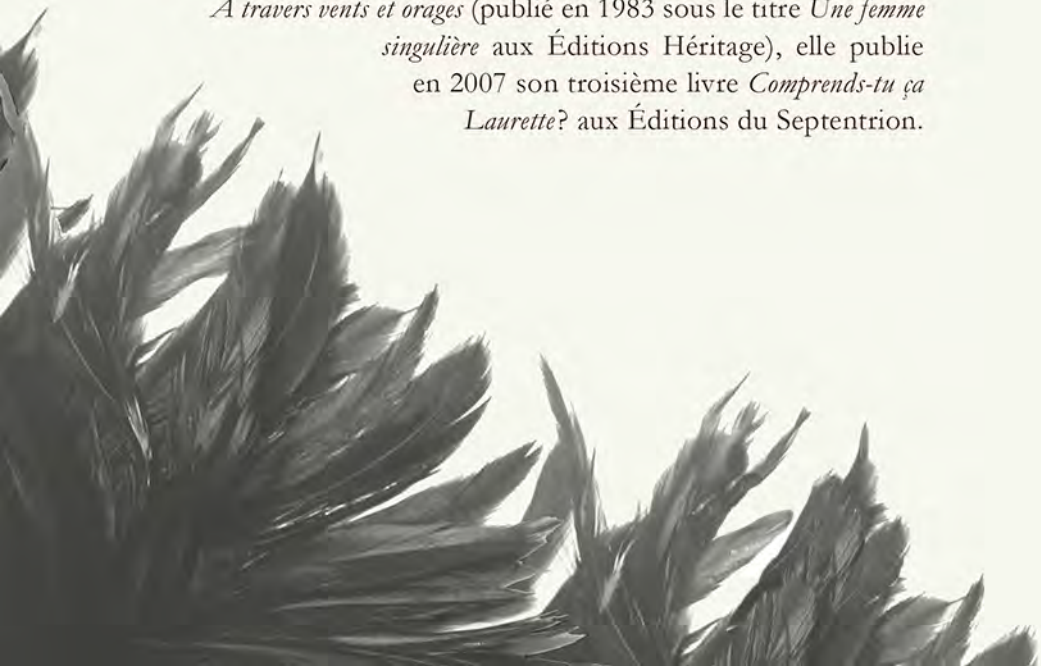 À travers vents et orages (publié en 1983 sous le titre Une femme
singulière aux Éditions Héritage), elle publie
en 2007 son troisième livre Comprends-tu ça
Laurette? aux Éditions du Septentrion.